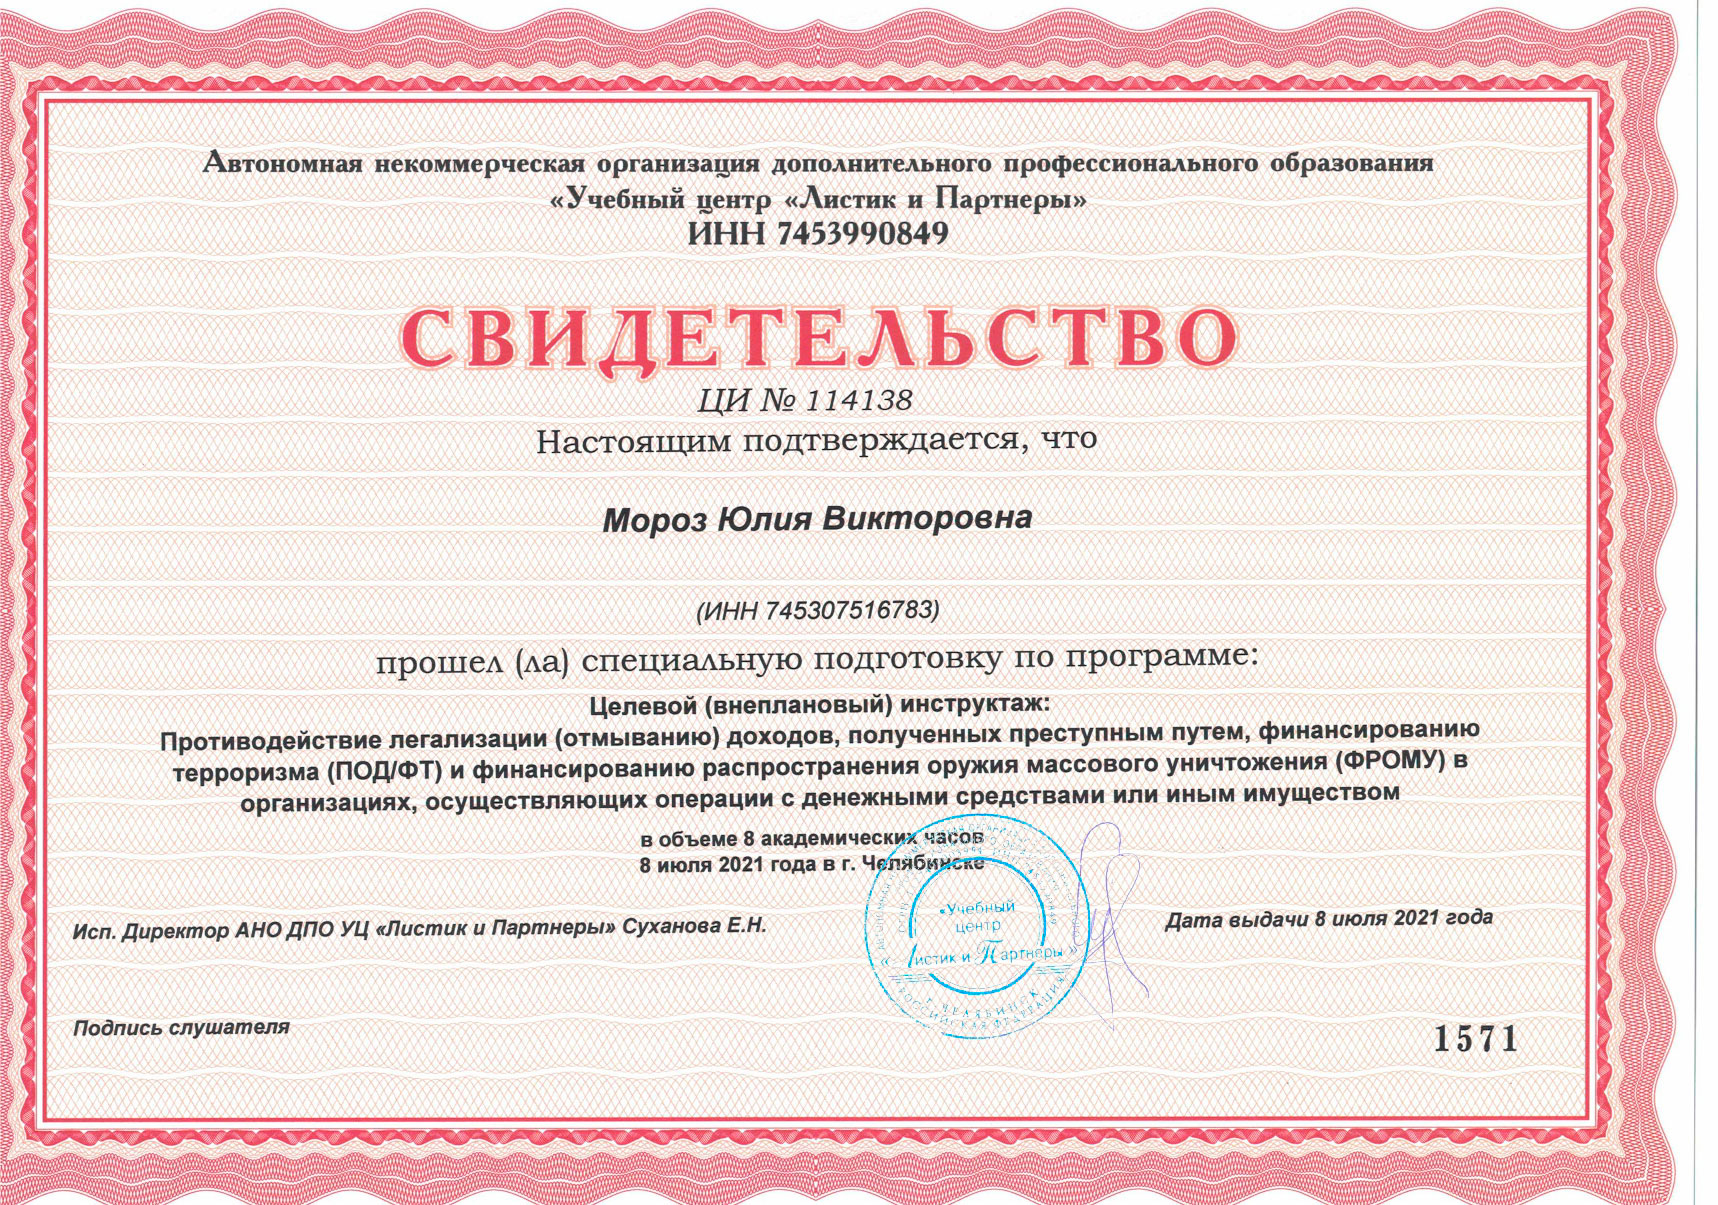 Автономная некоммерческая организация дополнительного профессионального образования
«Учебный центр «Листик и Партнеры»
ИНН 7453990849
СВИДЕТЕЛЬСТВО
ЦИ № 114138
Настоящим подтверждается, что
Мороз Юлия Викторовна
(ИНН 745307516783)
прошел (ла) специальную подготовку по программе:
Целевой (внеплановый) инструктаж:
Противодействие легализации (отмыванию) доходов, полученных преступным путем, финансированию
терроризма (ПОД/ФТ) и финансированию распространения оружия массового уничтожения (ФРОМУ) в
организациях, осуществляющих операции с денежными средствами или иным имуществом
в объеме 8 академических часов
8 июля 2021 года в г. Челябинске
Исп. Директор АНО ДПО УЦ «Листик и Партнеры» Суханова Е.Н.
Дата выдачи 8 июля 2021 года
«Учебный
центр
Листик и Партнеры»
г. ЧЕЛЯБИНСК
РОССИЙСКАЯ ФЕДЕРАЦИЯ
Подпись слушателя
1571